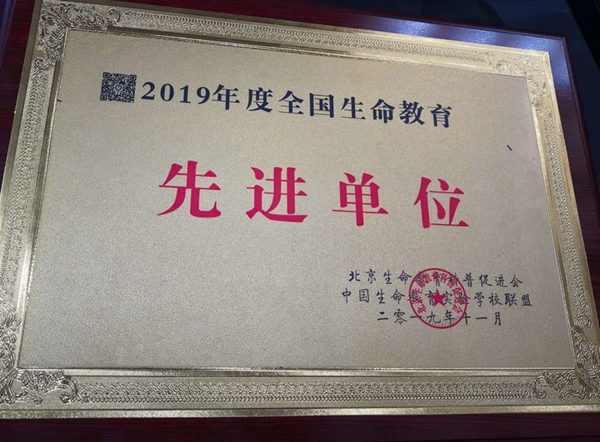 2019年度全国生命教育
先进单位
北京生命教育科普促进会
中国生命教育实验学校联盟
二零一九年十一月